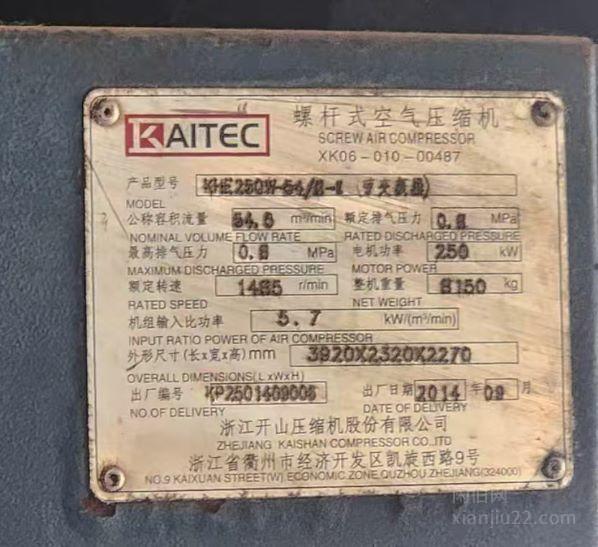 KAITEC
螺杆式空气压缩机
SCREW AIR COMPRESSOR
XK06-010-00487
产品型号 KHE250W-54/8-
MODEL
公称容积流量 54.6 m³/min 额定排气压力 0.8 MPa
NOMINAL VOLUME FLOW RATE RATED DISCHARGED PRESSURE
最高排气压力 0.8 MPa 电机功率 250 kW
MAXIMUM DISCHARGED PRESSURE MOTOR POWER
额定转速 1485 r/min 整机重量 8150 kg
RATED SPEED NET WEIGHT
机组输入比功率 5.7 kW/(m³/min)
INPUT RATIO POWER OF AIR COMPRESSOR
外形尺寸(长x宽x高)mm 3920X2320X2270
OVERALL DIMENSIONS(LxWxH)
出厂编号 KP2501409006 出厂日期 2014 年 09 月
NO.OF DELIVERY DATE OF DELIVERY
浙江开山压缩机股份有限公司
ZHEJIANG KAISHAN COMPRESSOR CO.,lTD
浙江省衢州市经济开发区凯旋西路9号
NO.9 KAIXUAN STREET(W).ECONOMIC ZONE,QUZHOU,ZHEJIANG(324000)
闲旧网
xianjiu22.com